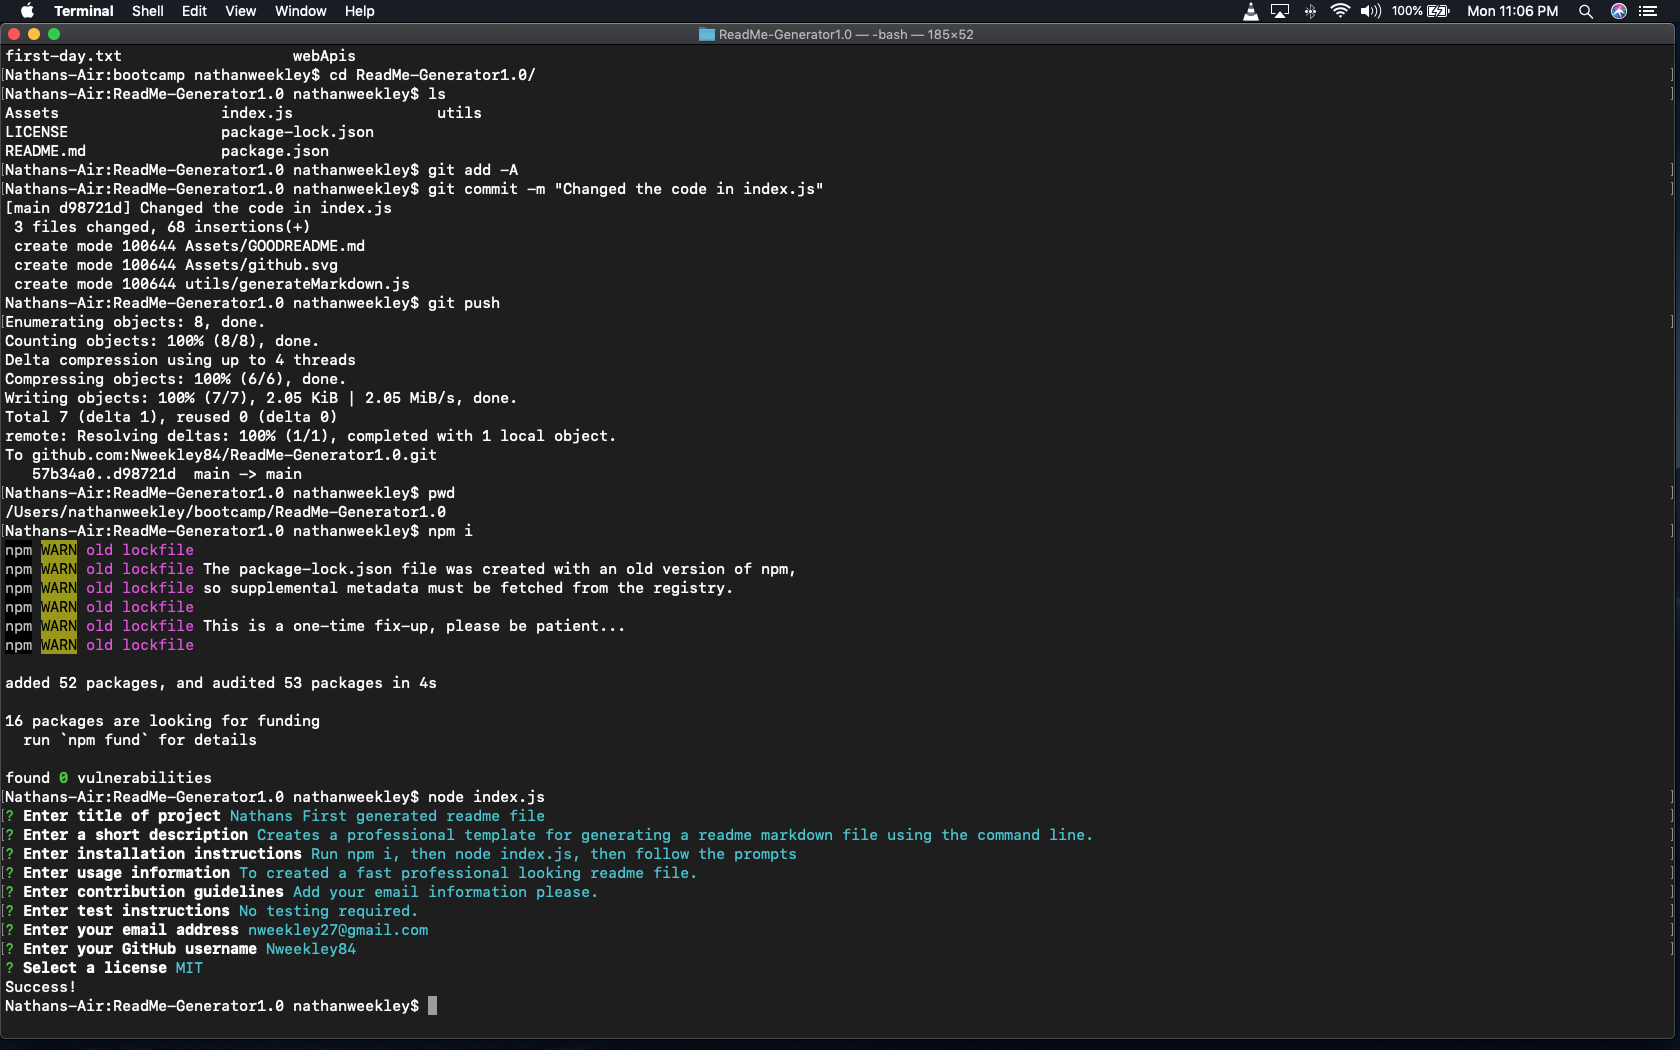 Terminal Shell Edit View Window Help 100% Mon 11:06 PM
ReadMe-Generator1.0 — -bash — 185×52
first-day.txt webApis
[Nathans-Air:bootcamp nathanweekley$ cd ReadMe-Generator1.0/ ]
[Nathans-Air:ReadMe-Generator1.0 nathanweekley$ ls ]
Assets index.js utils
LICENSE package-lock.json
README.md package.json
[Nathans-Air:ReadMe-Generator1.0 nathanweekley$ git add -A ]
[Nathans-Air:ReadMe-Generator1.0 nathanweekley$ git commit -m "Changed the code in index.js" ]
[main d98721d] Changed the code in index.js
3 files changed, 68 insertions(+)
create mode 100644 Assets/GOODREADME.md
create mode 100644 Assets/github.svg
create mode 100644 utils/generateMarkdown.js
Nathans-Air:ReadMe-Generator1.0 nathanweekley$ git push
[Enumerating objects: 8, done. ]
Counting objects: 100% (8/8), done.
Delta compression using up to 4 threads
Compressing objects: 100% (6/6), done.
Writing objects: 100% (7/7), 2.05 KiB | 2.05 MiB/s, done.
Total 7 (delta 1), reused 0 (delta 0)
remote: Resolving deltas: 100% (1/1), completed with 1 local object.
To github.com:Nweekley84/ReadMe-Generator1.0.git
57b34a0..d98721d main -> main
[Nathans-Air:ReadMe-Generator1.0 nathanweekley$ pwd ]
/Users/nathanweekley/bootcamp/ReadMe-Generator1.0
[Nathans-Air:ReadMe-Generator1.0 nathanweekley$ npm i ]
npm WARN old lockfile
npm WARN old lockfile The package-lock.json file was created with an old version of npm,
npm WARN old lockfile so supplemental metadata must be fetched from the registry.
npm WARN old lockfile
npm WARN old lockfile This is a one-time fix-up, please be patient...
npm WARN old lockfile
added 52 packages, and audited 53 packages in 4s
16 packages are looking for funding
run `npm fund` for details
found 0 vulnerabilities
[Nathans-Air:ReadMe-Generator1.0 nathanweekley$ node index.js ]
[? Enter title of project Nathans First generated readme file ]
[? Enter a short description Creates a professional template for generating a readme markdown file using the command line. ]
[? Enter installation instructions Run npm i, then node index.js, then follow the prompts ]
[? Enter usage information To created a fast professional looking readme file. ]
[? Enter contribution guidelines Add your email information please. ]
[? Enter test instructions No testing required. ]
[? Enter your email address nweekley27@gmail.com ]
[? Enter your GitHub username Nweekley84 ]
? Select a license MIT
Success!
Nathans-Air:ReadMe-Generator1.0 nathanweekley$